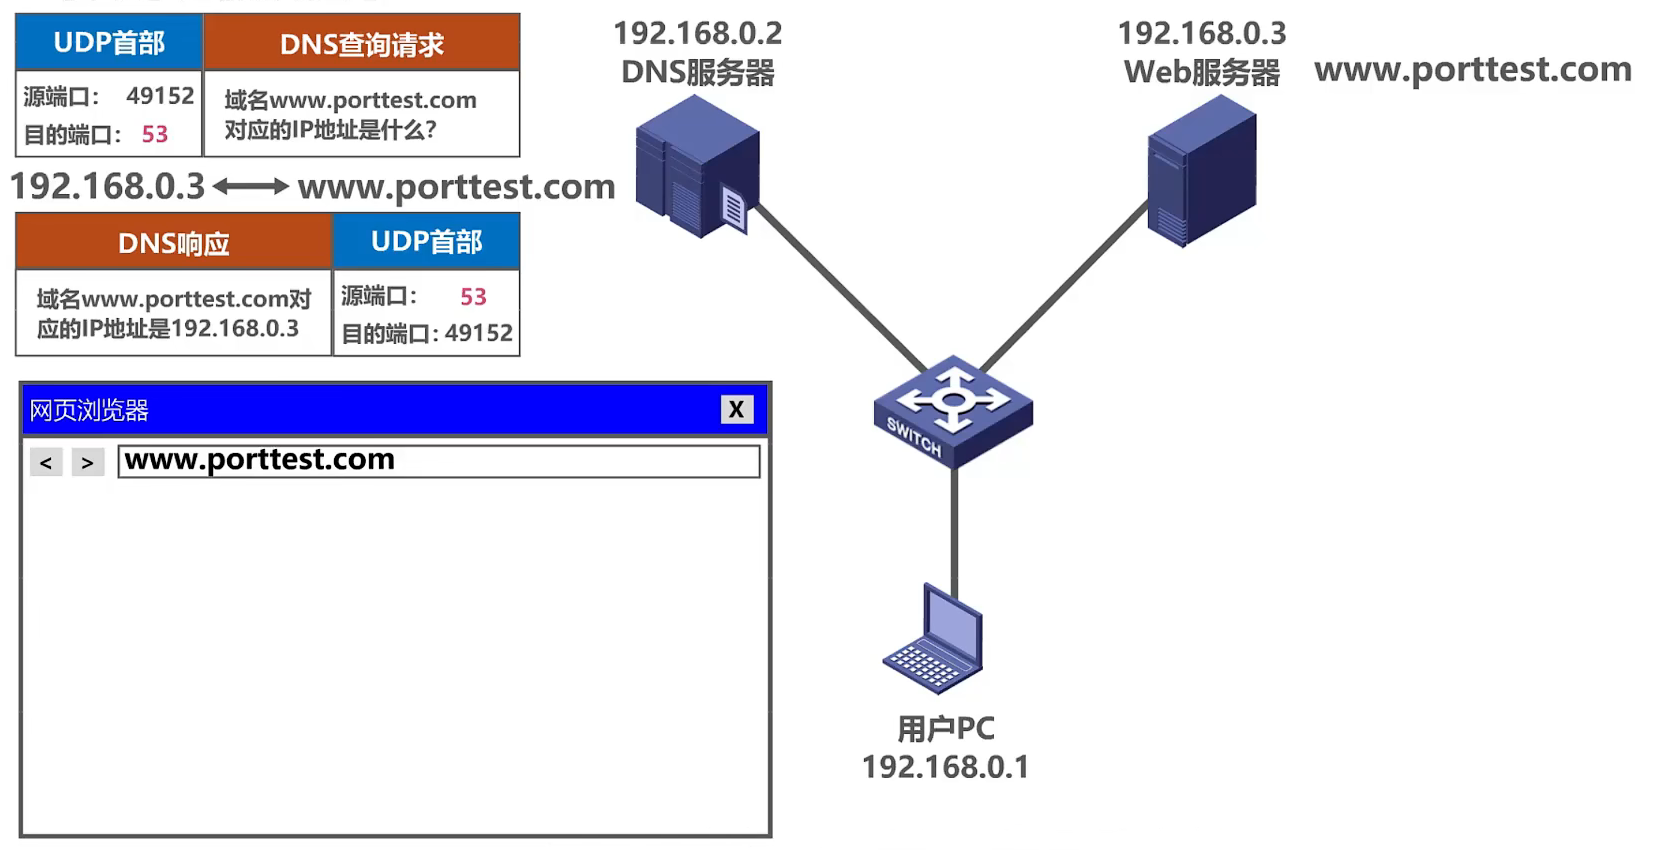 UDP首部 DNS查询请求
源端口： 49152
目的端口： 53
域名www.porttest.com
对应的IP地址是什么？
192.168.0.3 www.porttest.com
DNS响应 UDP首部
域名www.porttest.com对
应的IP地址是192.168.0.3
源端口： 53
目的端口：49152
网页浏览器 X
< > www.porttest.com
192.168.0.2
DNS服务器
192.168.0.3
Web服务器 www.porttest.com
SWITCH
用户PC
192.168.0.1